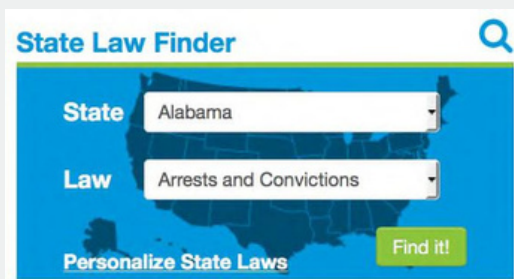 State Law Finder
State Alabama
Law Arrests and Convictions
Personalize State Laws Find it!